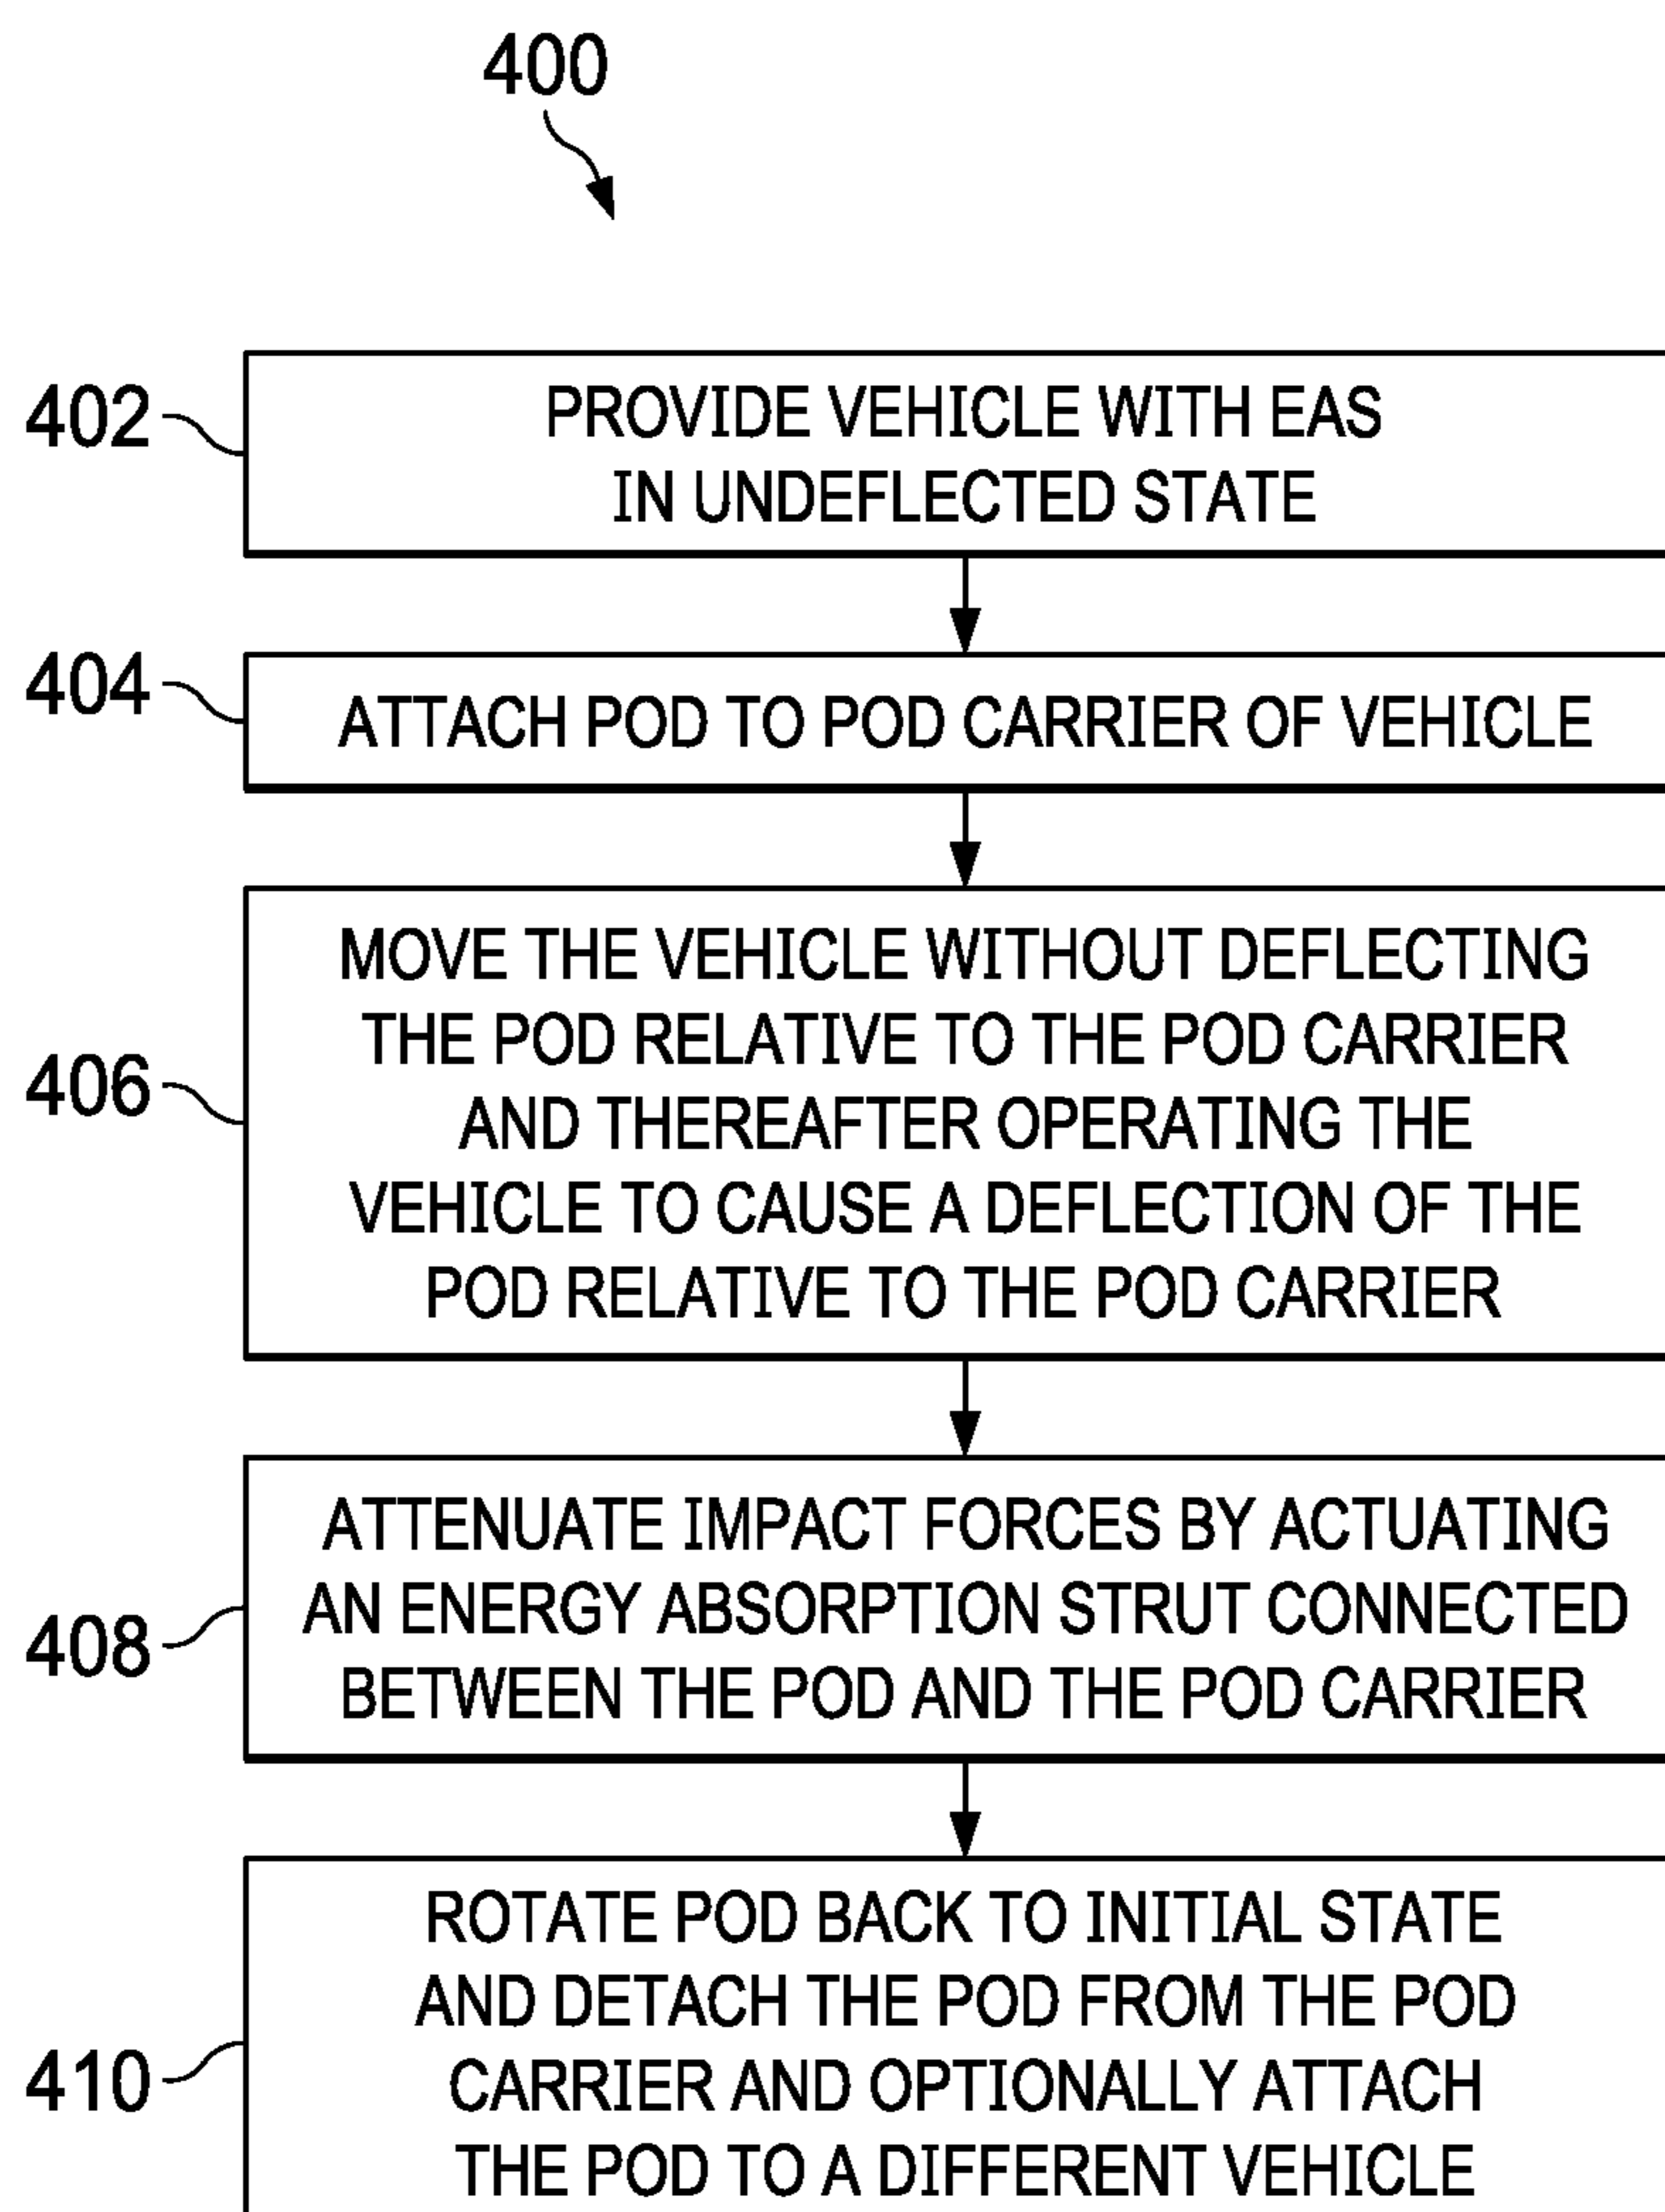 400
402
PROVIDE VEHICLE WITH EAS
IN UNDEFLECTED STATE
404
ATTACH POD TO POD CARRIER OF VEHICLE
406
MOVE THE VEHICLE WITHOUT DEFLECTING
THE POD RELATIVE TO THE POD CARRIER
AND THEREAFTER OPERATING THE
VEHICLE TO CAUSE A DEFLECTION OF THE
POD RELATIVE TO THE POD CARRIER
408
ATTENUATE IMPACT FORCES BY ACTUATING
AN ENERGY ABSORPTION STRUT CONNECTED
BETWEEN THE POD AND THE POD CARRIER
410
ROTATE POD BACK TO INITIAL STATE
AND DETACH THE POD FROM THE POD
CARRIER AND OPTIONALLY ATTACH
THE POD TO A DIFFERENT VEHICLE